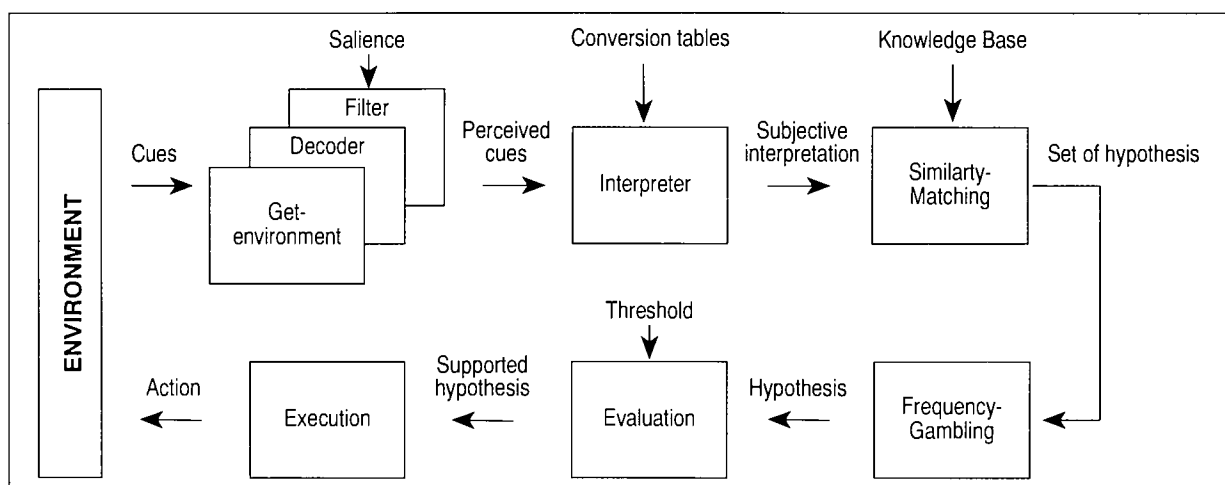 Salience
Conversion tables
Knowledge Base
Filter
Decoder
Get-
environment
Cues
Perceived
cues
Interpreter
Subjective
interpretation
Similarty-
Matching
Set of hypothesis
ENVIRONMENT
Threshold
Action
Execution
Supported
hypothesis
Evaluation
Hypothesis
Frequency-
Gambling